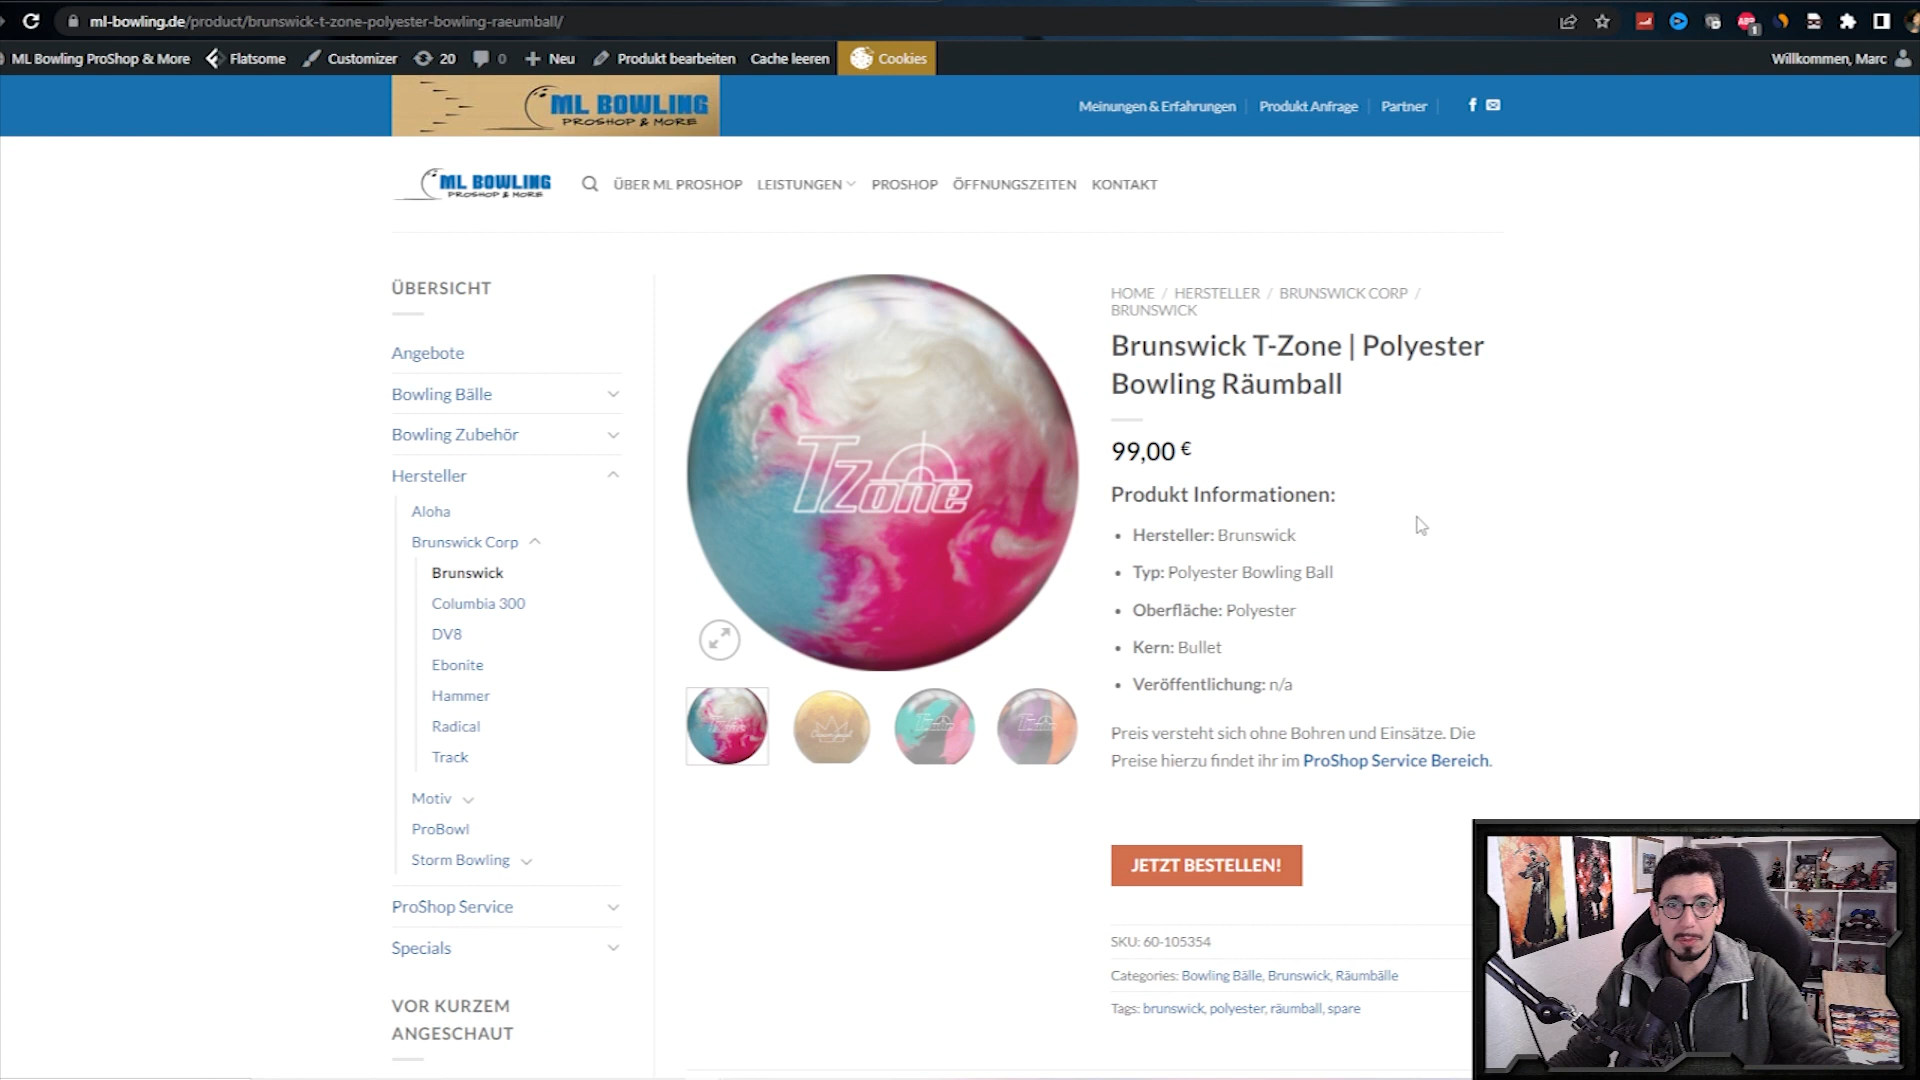 ml-bowling.de/product/brunswick-t-zone-polyester-bowling-raeumball/
ML Bowling ProShop & More
Flatsome
Customizer
20
0
Neu
Produkt bearbeiten
Cache leeren
Cookies
Willkommen, Marc
ML BOWLING
PROSHOP & MORE
Meinungen & Erfahrungen
Produkt Anfrage
Partner
ML BOWLING
PROSHOP & MORE
ÜBER ML PROSHOP
LEISTUNGEN
PROSHOP
ÖFFNUNGSZEITEN
KONTAKT
ÜBERSICHT
Angebote
Bowling Bälle
Bowling Zubehör
Hersteller
Aloha
Brunswick Corp
Brunswick
Columbia 300
DV8
Ebonite
Hammer
Radical
Track
Motiv
ProBowl
Storm Bowling
ProShop Service
Specials
VOR KURZEM
ANGESCHAUT
TZone
HOME / HERSTELLER / BRUNSWICK CORP /
BRUNSWICK
Brunswick T-Zone | Polyester
Bowling Räumball
99,00 €
Produkt Informationen:
• Hersteller: Brunswick
• Typ: Polyester Bowling Ball
• Oberfläche: Polyester
• Kern: Bullet
• Veröffentlichung: n/a
Preis versteht sich ohne Bohren und Einsätze. Die
Preise hierzu findet ihr im ProShop Service Bereich.
JETZT BESTELLEN!
SKU: 60-105354
Categories: Bowling Bälle, Brunswick, Räumbälle
Tags: brunswick, polyester, räumball, spare